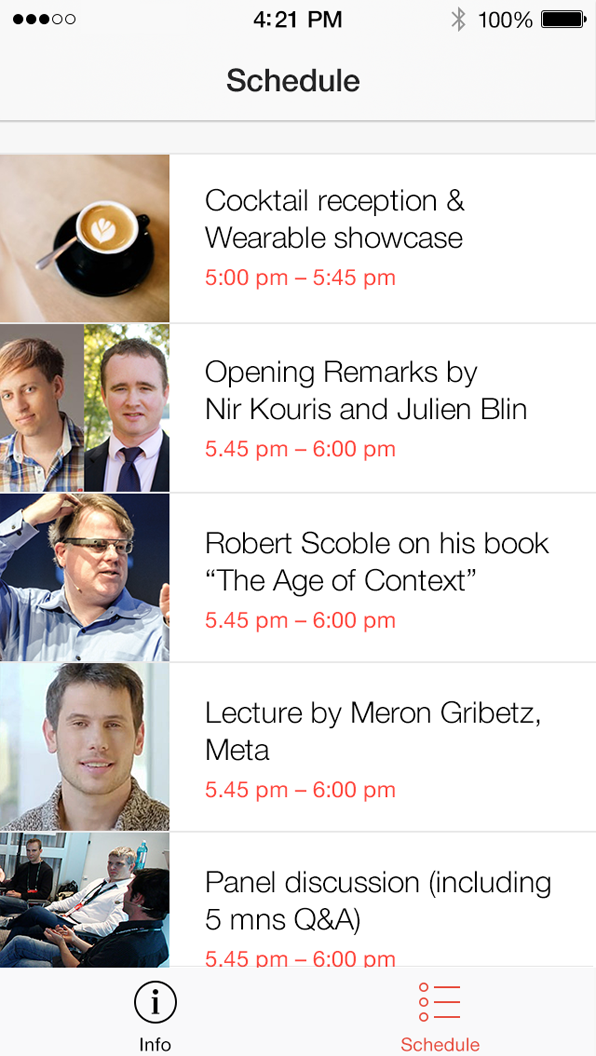 4:21 PM 100%
Schedule
Cocktail reception &
Wearable showcase
5:00 pm – 5:45 pm
Opening Remarks by
Nir Kouris and Julien Blin
5.45 pm – 6:00 pm
Robert Scoble on his book
“The Age of Context”
5.45 pm – 6:00 pm
Lecture by Meron Gribetz,
Meta
5.45 pm – 6:00 pm
Panel discussion (including
5 mns Q&A)
5.45 pm – 6:00 pm
Info Schedule